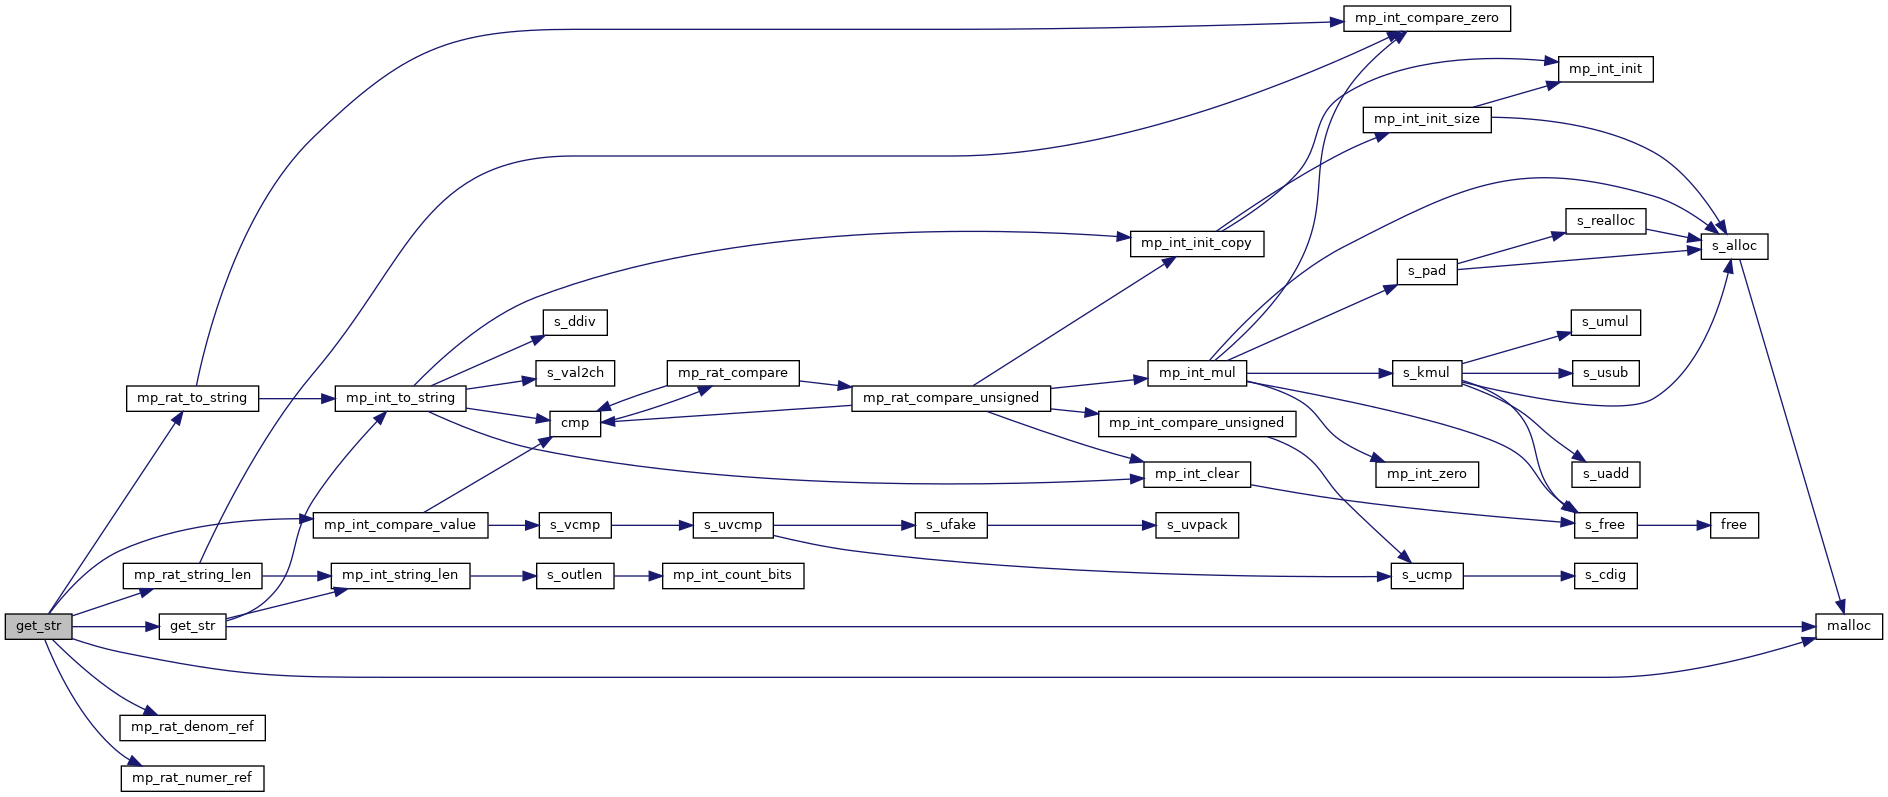 mp_int_compare_zero
mp_int_init
mp_int_init_size
s_realloc
mp_int_init_copy
s_alloc
s_pad
s_ddiv
s_umul
s_val2ch
mp_rat_compare
mp_int_mul
s_kmul
s_usub
mp_rat_to_string
mp_int_to_string
mp_rat_compare_unsigned
cmp
mp_int_compare_unsigned
mp_int_clear
mp_int_zero
s_uadd
mp_int_compare_value
s_vcmp
s_uvcmp
s_ufake
s_uvpack
s_free
free
mp_rat_string_len
mp_int_string_len
s_outlen
mp_int_count_bits
s_ucmp
s_cdig
get_str
get_str
malloc
mp_rat_denom_ref
mp_rat_numer_ref